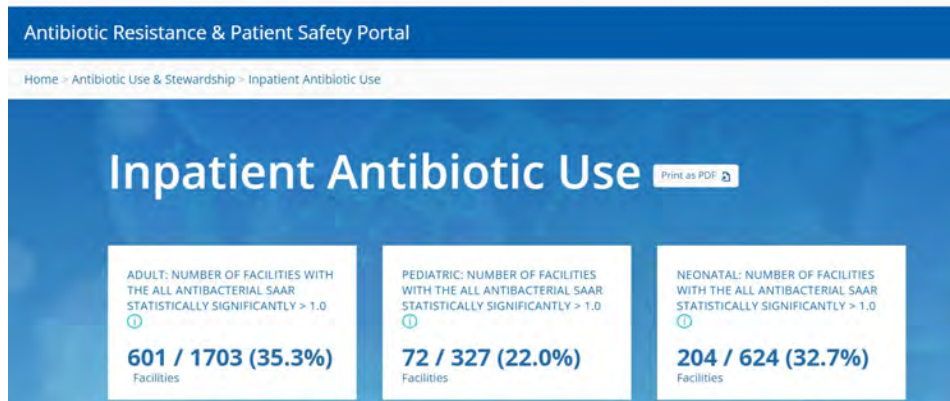 Antibiotic Resistance & Patient Safety Portal
Home > Antibiotic Use & Stewardship > Inpatient Antibiotic Use
Inpatient Antibiotic Use
Print as PDF
ADULT: NUMBER OF FACILITIES WITH
THE ALL ANTIBACTERIAL SAAR
STATISTICALLY SIGNIFICANTLY > 1.0
601 / 1703 (35.3%)
Facilities
PEDIATRIC: NUMBER OF FACILITIES
WITH THE ALL ANTIBACTERIAL SAAR
STATISTICALLY SIGNIFICANTLY > 1.0
72 / 327 (22.0%)
Facilities
NEONATAL: NUMBER OF FACILITIES
WITH THE ALL ANTIBACTERIAL SAAR
STATISTICALLY SIGNIFICANTLY > 1.0
204 / 624 (32.7%)
Facilities